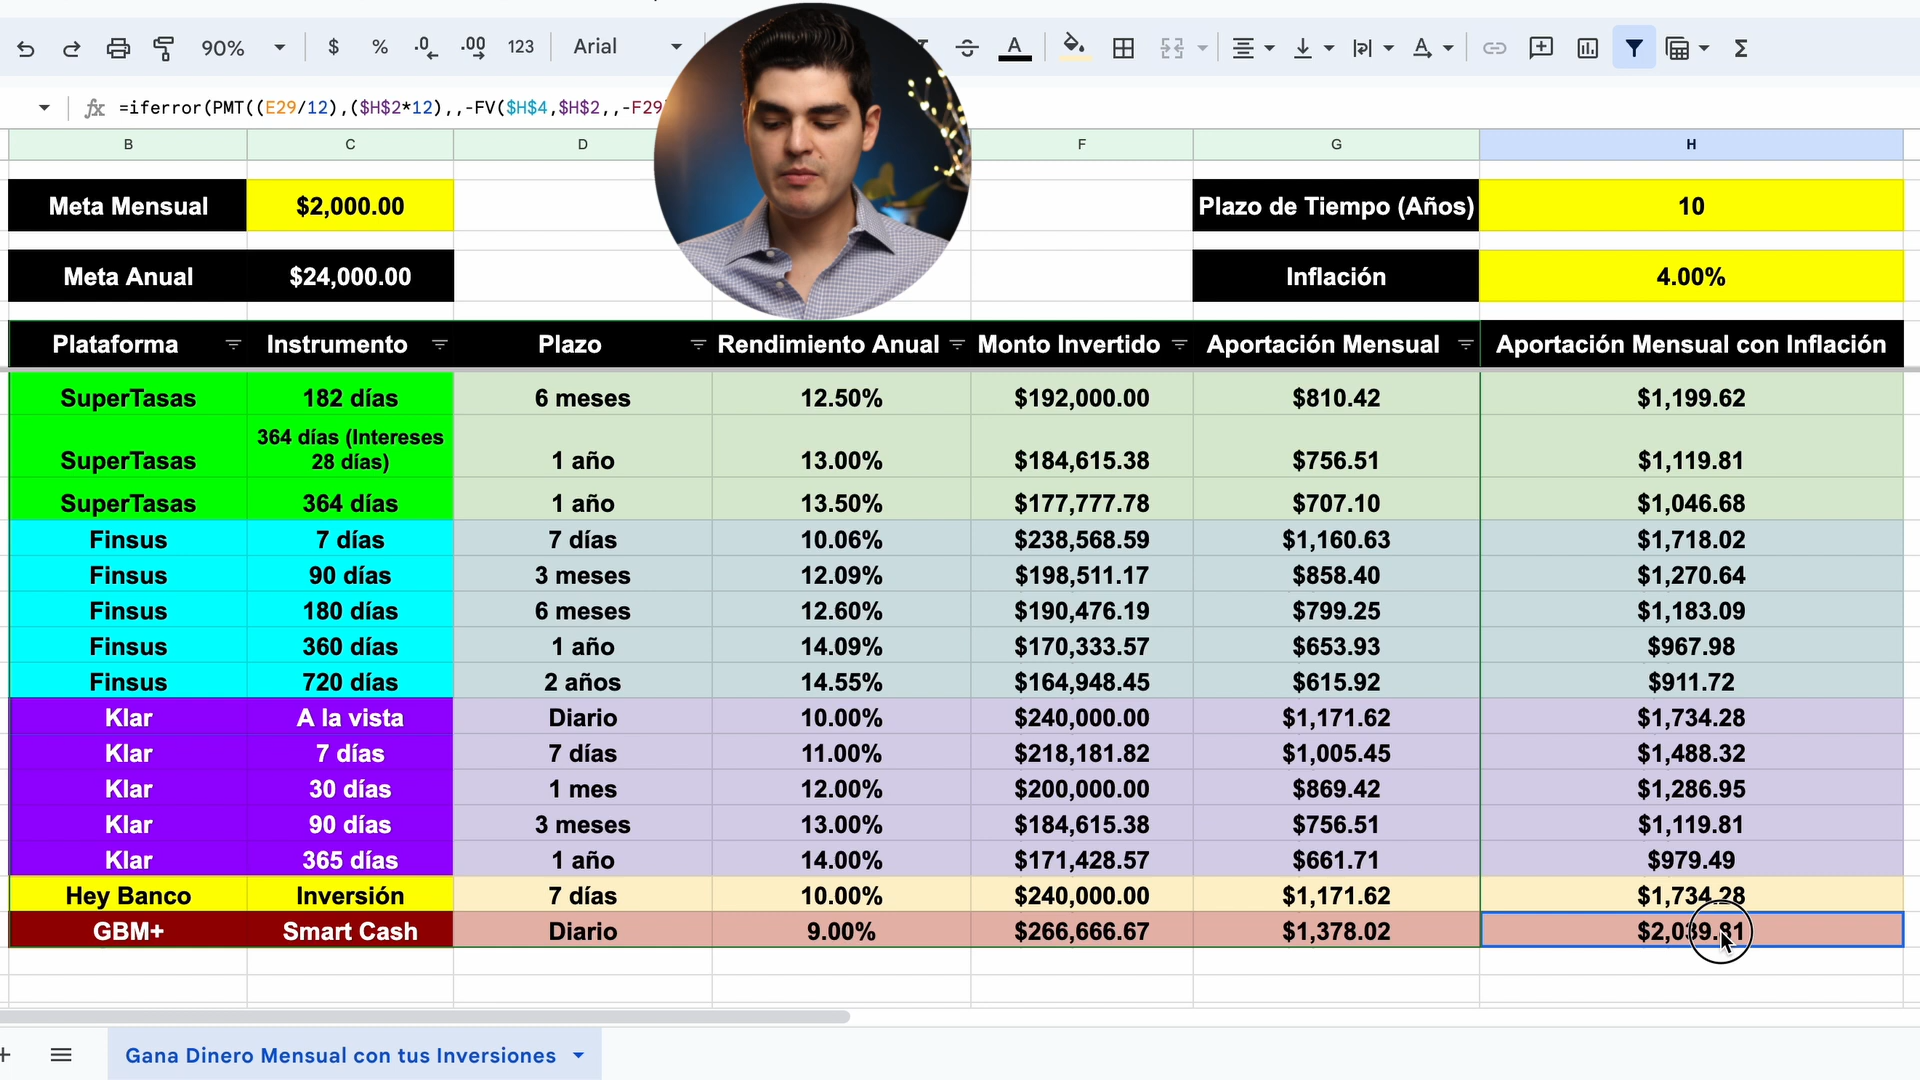 90%
$
%
.0
.00
123
Arial
=iferror(PMT((E29/12),($H$2*12),,-FV($H$4,$H$2,,-F29
B C D F G H
Meta Mensual $2,000.00 Plazo de Tiempo (Años) 10
Meta Anual $24,000.00 Inflación 4.00%
Plataforma Instrumento Plazo Rendimiento Anual Monto Invertido Aportación Mensual Aportación Mensual con Inflación
SuperTasas 182 días 6 meses 12.50% $192,000.00 $810.42 $1,199.62
SuperTasas 364 días (Intereses 28 días) 1 año 13.00% $184,615.38 $756.51 $1,119.81
SuperTasas 364 días 1 año 13.50% $177,777.78 $707.10 $1,046.68
Finsus 7 días 7 días 10.06% $238,568.59 $1,160.63 $1,718.02
Finsus 90 días 3 meses 12.09% $198,511.17 $858.40 $1,270.64
Finsus 180 días 6 meses 12.60% $190,476.19 $799.25 $1,183.09
Finsus 360 días 1 año 14.09% $170,333.57 $653.93 $967.98
Finsus 720 días 2 años 14.55% $164,948.45 $615.92 $911.72
Klar A la vista Diario 10.00% $240,000.00 $1,171.62 $1,734.28
Klar 7 días 7 días 11.00% $218,181.82 $1,005.45 $1,488.32
Klar 30 días 1 mes 12.00% $200,000.00 $869.42 $1,286.95
Klar 90 días 3 meses 13.00% $184,615.38 $756.51 $1,119.81
Klar 365 días 1 año 14.00% $171,428.57 $661.71 $979.49
Hey Banco Inversión 7 días 10.00% $240,000.00 $1,171.62 $1,734.28
GBM+ Smart Cash Diario 9.00% $266,666.67 $1,378.02 $2,039.81
Gana Dinero Mensual con tus Inversiones